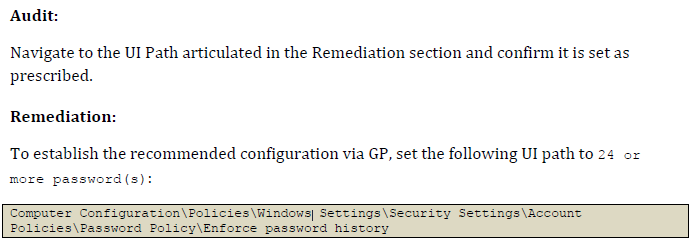 Audit:
Navigate to the UI Path articulated in the Remediation section and confirm it is set as
prescribed.
Remediation:
To establish the recommended configuration via GP, set the following UI path to 24 or
more password(s):
Computer Configuration\Policies\Windows Settings\Security Settings\Account
Policies\Password Policy\Enforce password history